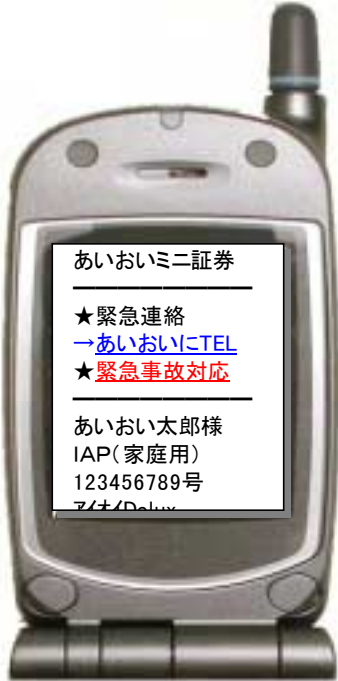 あいおいミニ証券
★緊急連絡
→あいおいにTEL
★緊急事故対応
あいおい太郎様
IAP(家庭用)
123456789号